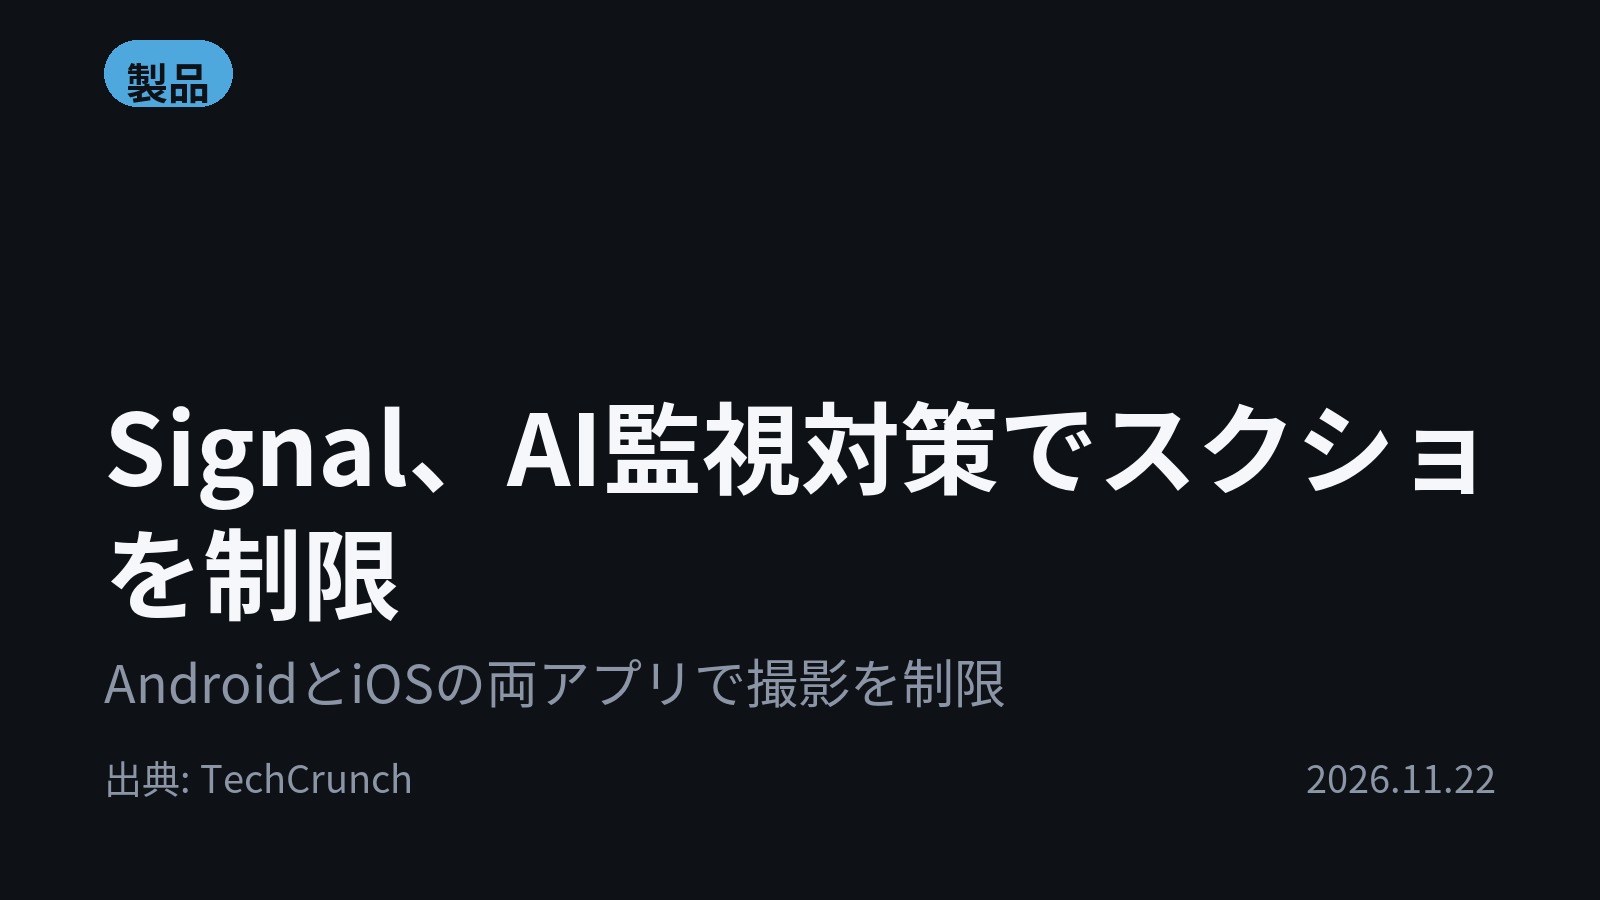 製品
Signal、AI監視対策でスクショ
を制限
AndroidとiOSの両アプリで撮影を制限
出典: TechCrunch
2026.11.22